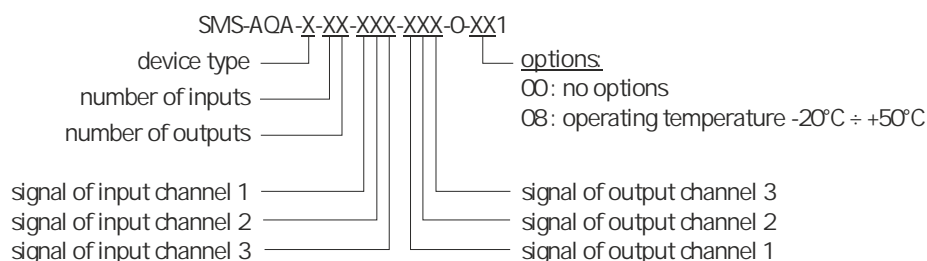 SMS-AQA-X-XX-XXX-XXX-0-XX1
device type
number of inputs
number of outputs
options:
00: no options
08: operating temperature -20°C ÷ +50°C
signal of input channel 1
signal of input channel 2
signal of input channel 3
signal of output channel 3
signal of output channel 2
signal of output channel 1